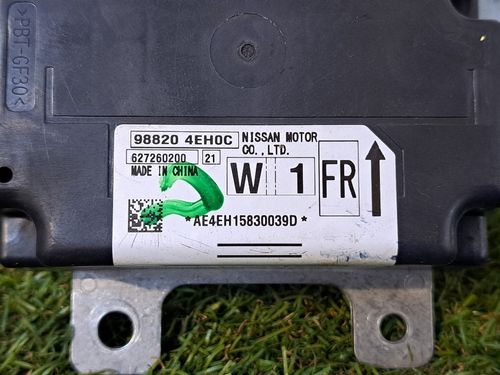 >PBT-GF30<
98820 4EH0C NISSAN MOTOR
CO.,LTD.
627260200 21
MADE IN CHINA
W 1 FR
*AE4EH15830039D*